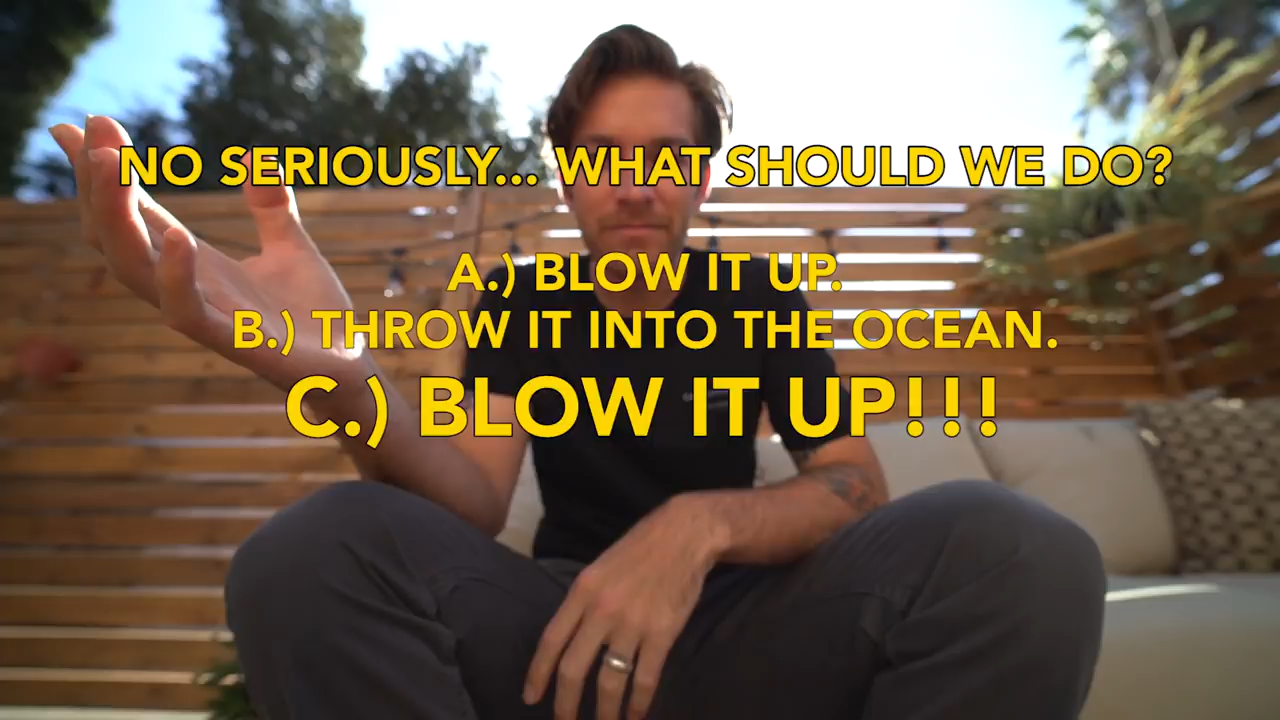 NO SERIOUSLY... WHAT SHOULD WE DO?
A.) BLOW IT UP.
B.) THROW IT INTO THE OCEAN.
C.) BLOW IT UP!!!